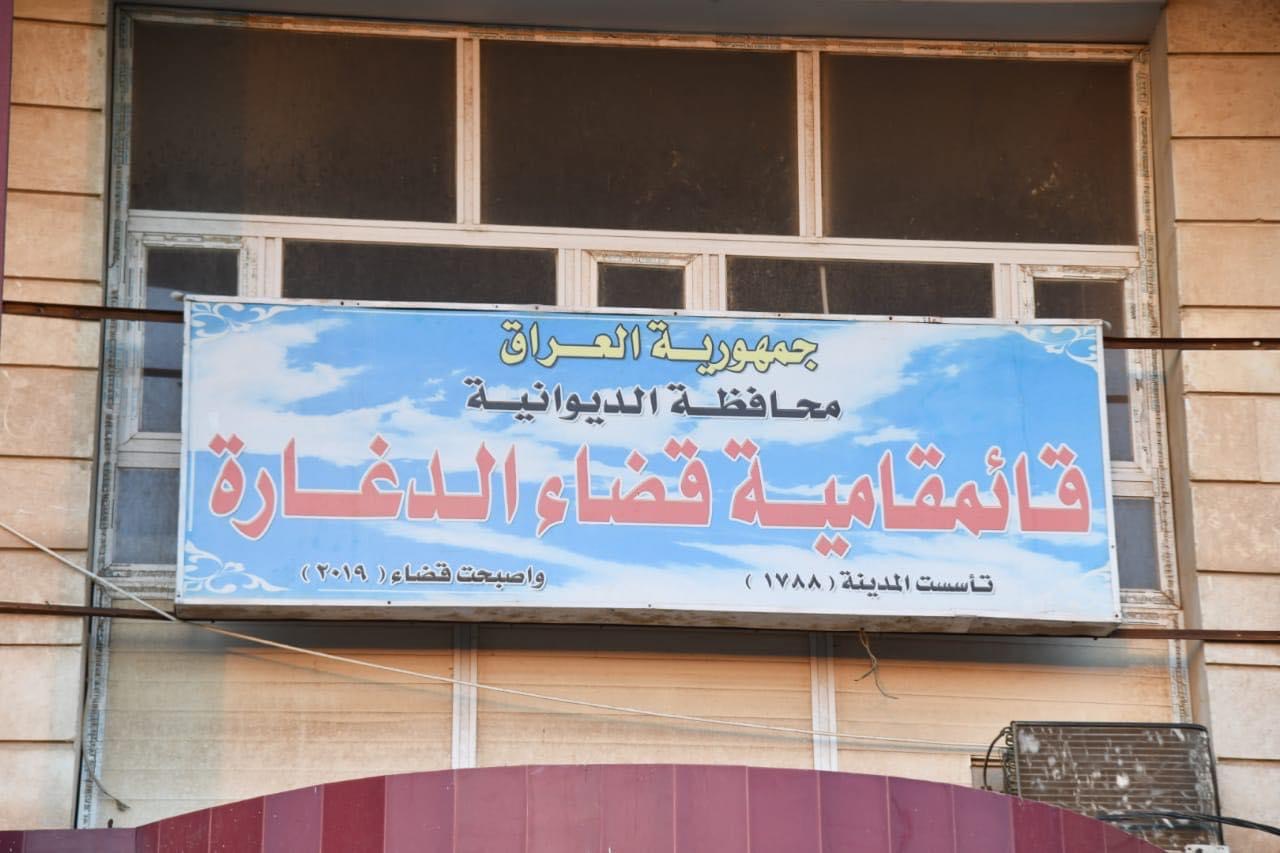 جمهورية العراق
محافظة الديوانية
قائمقامية قضاء الدغارة
تأسست المدينة ( ١٧٨٨ ) واصبحت قضاء ( ٢٠١٩ )